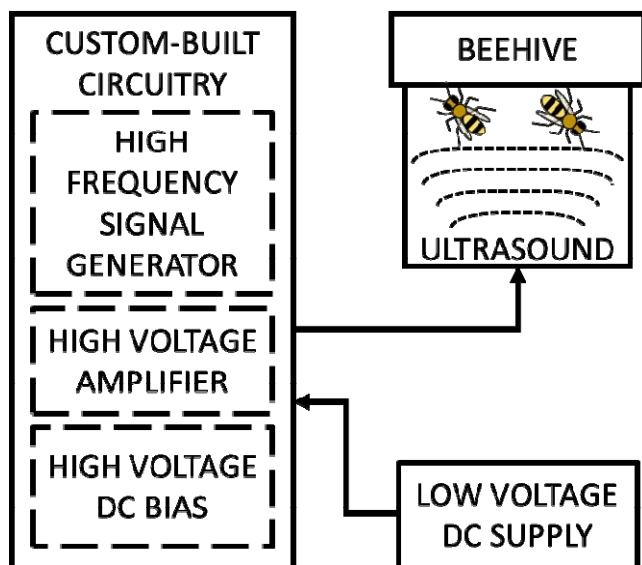 CUSTOM-BUILT
CIRCUITRY
HIGH
FREQUENCY
SIGNAL
GENERATOR
HIGH VOLTAGE
AMPLIFIER
HIGH VOLTAGE
DC BIAS
BEEHIVE
ULTRASOUND
LOW VOLTAGE
DC SUPPLY